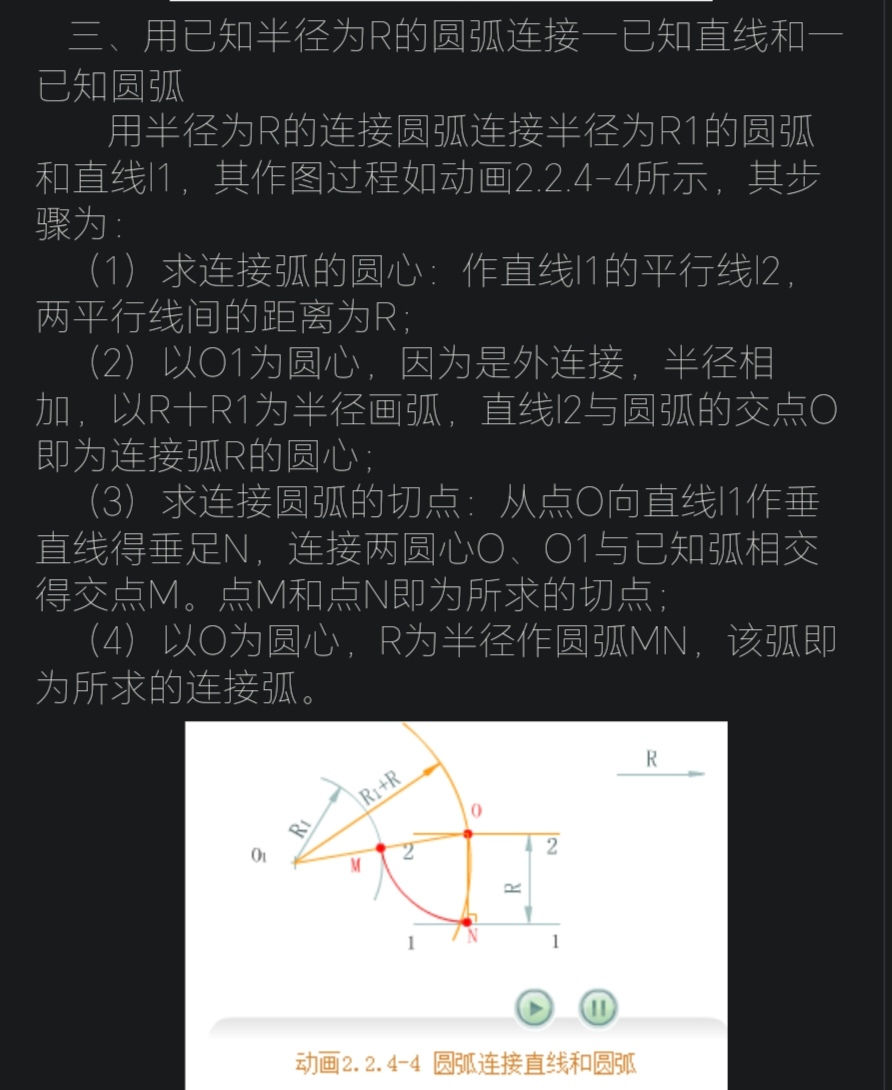 三、用已知半径为R的圆弧连接一已知直线和一
已知圆弧
用半径为R的连接圆弧连接半径为R1的圆弧
和直线l1，其作图过程如动画2.2.4-4所示，其步
骤为：
（1）求连接弧的圆心：作直线l1的平行线l2，
两平行线间的距离为R；
（2）以O1为圆心，因为是外连接，半径相
加，以R十R1为半径画弧，直线l2与圆弧的交点O
即为连接弧R的圆心；
（3）求连接圆弧的切点：从点O向直线l1作垂
直线得垂足N，连接两圆心O、O1与已知弧相交
得交点M。点M和点N即为所求的切点；
（4）以O为圆心，R为半径作圆弧MN，该弧即
为所求的连接弧。
R
R1+R
R1
O
O1
M
2
2
R
N
1
1
动画2.2.4-4 圆弧连接直线和圆弧